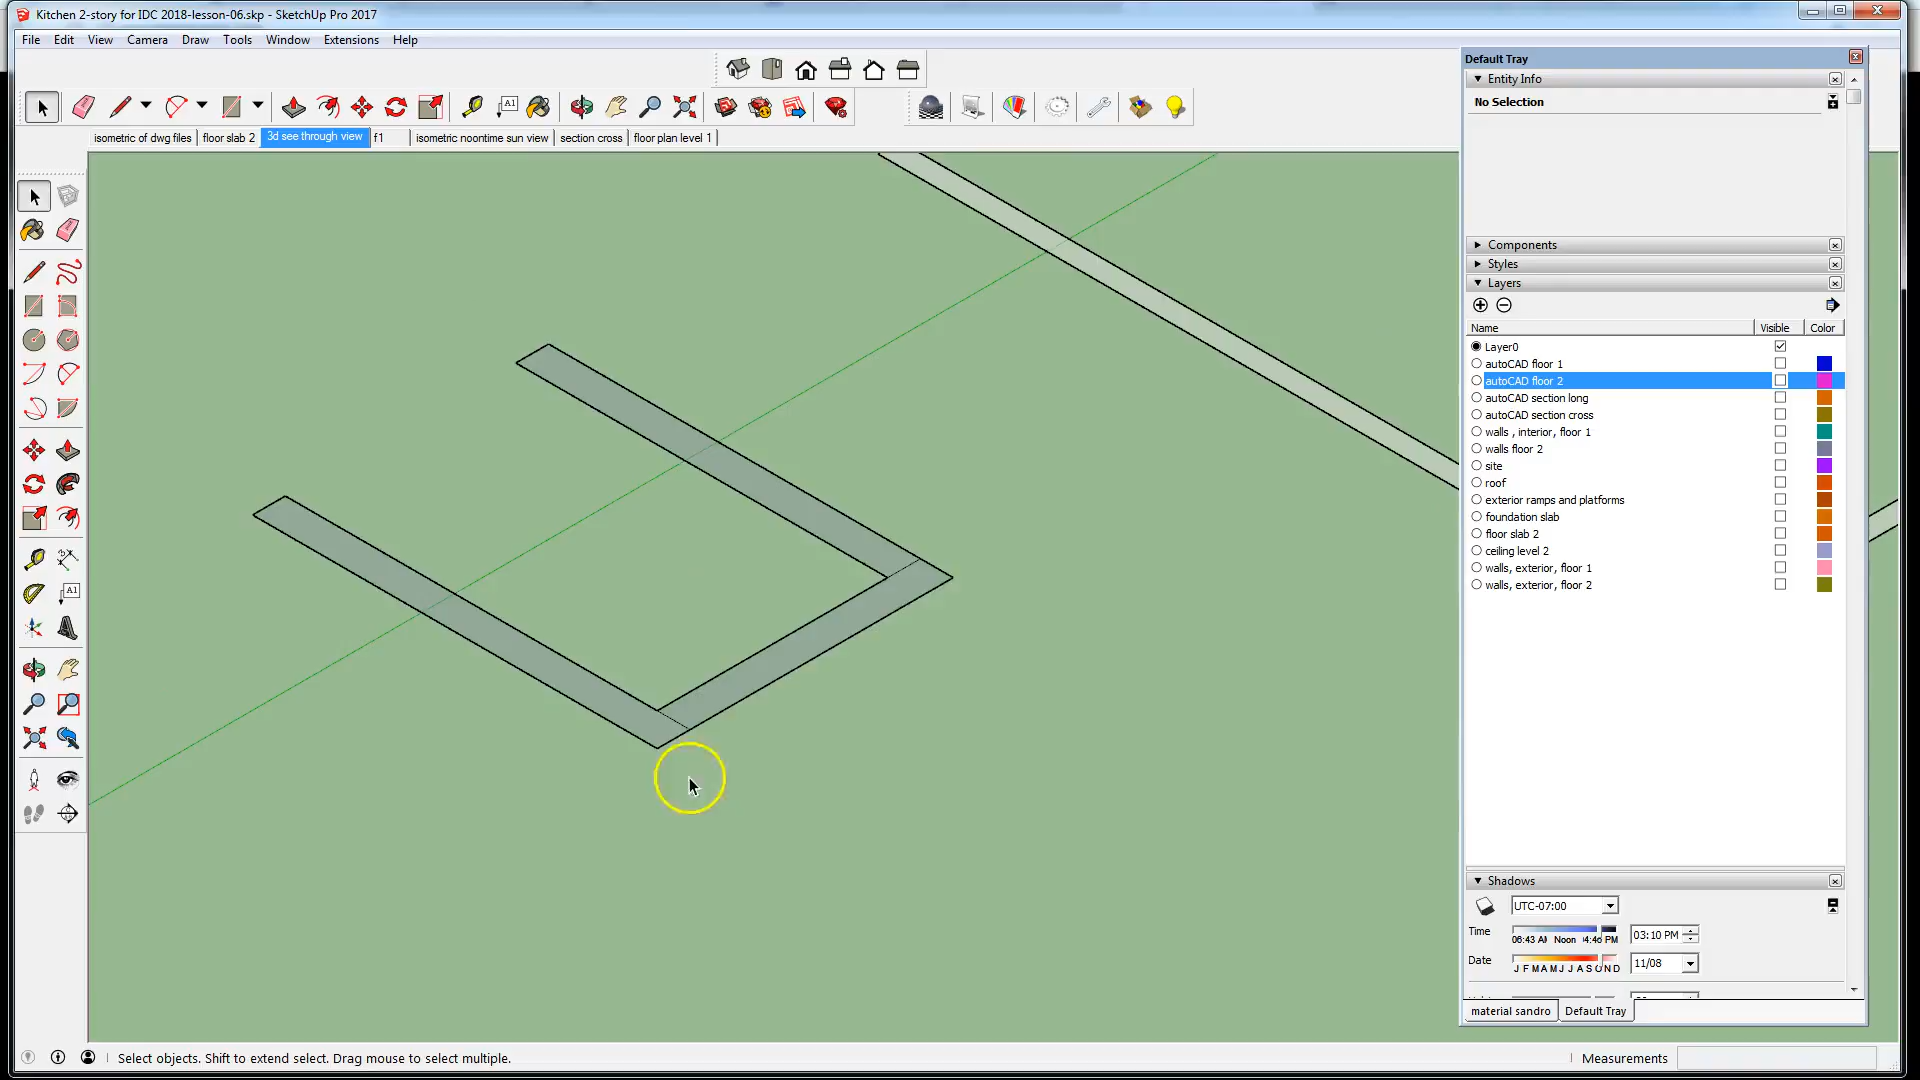 Kitchen 2-story for IDC 2018-lesson-06.skp - SketchUp Pro 2017
File Edit View Camera Draw Tools Window Extensions Help
A1
isometric of dwg files floor slab 2 3d see through view f1 isometric noontime sun view section cross floor plan level 1
A1
Default Tray
Entity Info
No Selection
Components
Styles
Layers
Name Visible Color
Layer0
autoCAD floor 1
autoCAD floor 2
autoCAD section long
autoCAD section cross
walls , interior, floor 1
walls floor 2
site
roof
exterior ramps and platforms
foundation slab
floor slab 2
ceiling level 2
walls, exterior, floor 1
walls, exterior, floor 2
Shadows
UTC-07:00
Time 03:10 PM
Noon
Date 11/08
J F M A M J J A S O N D
material sandro Default Tray
Select objects. Shift to extend select. Drag mouse to select multiple.
Measurements